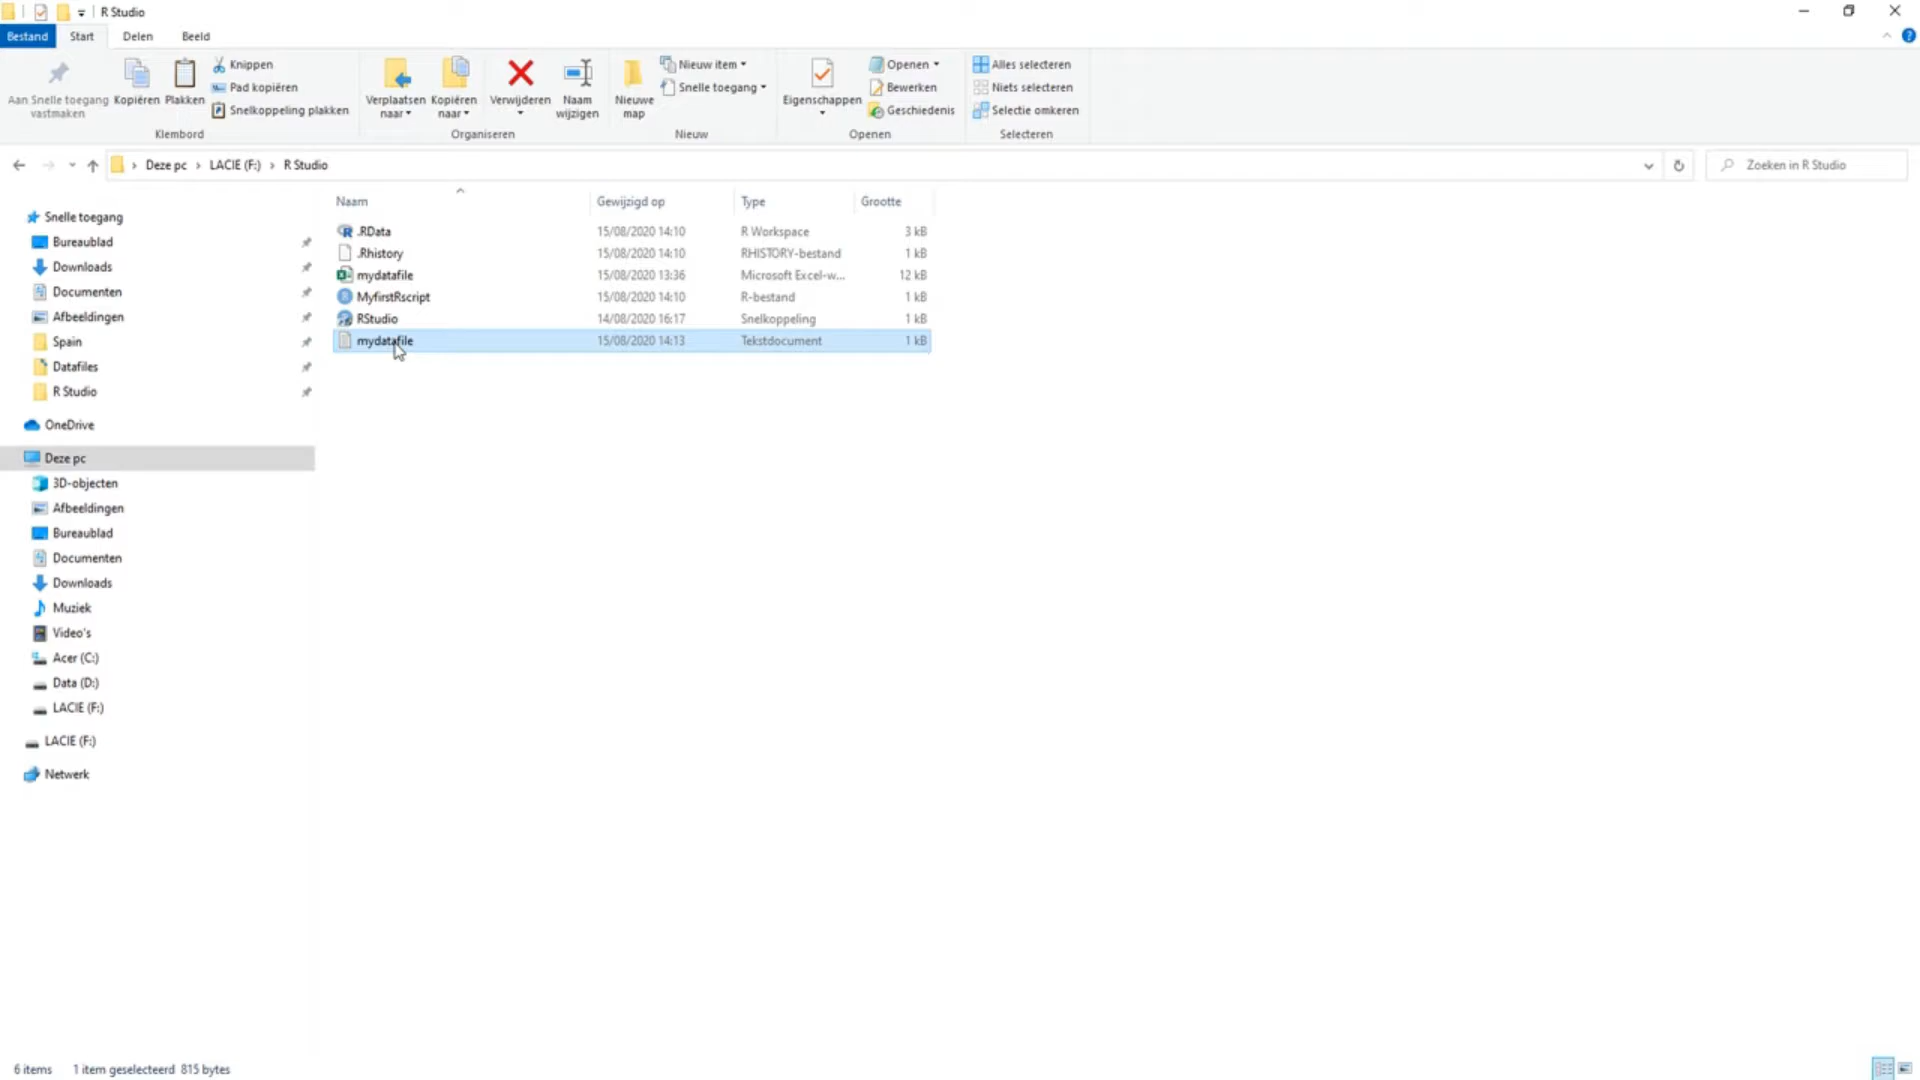 R Studio
Bestand Start Delen Beeld
Aan Snelle toegang vastmaken
Kopiëren
Plakken
Knippen
Pad kopiëren
Snelkoppeling plakken
Klembord
Verplaatsen naar
Kopiëren naar
Verwijderen
Naam wijzigen
Organiseren
Nieuwe map
Nieuw item
Snelle toegang
Nieuw
Eigenschappen
Openen
Bewerken
Geschiedenis
Openen
Alles selecteren
Niets selecteren
Selectie omkeren
Selecteren
Deze pc › LACIE (F:) › R Studio
Zoeken in R Studio
Snelle toegang
Bureaublad
Downloads
Documenten
Afbeeldingen
Spain
Datafiles
R Studio
OneDrive
Deze pc
3D-objecten
Afbeeldingen
Bureaublad
Documenten
Downloads
Muziek
Video's
Acer (C:)
Data (D:)
LACIE (F:)
LACIE (F:)
Netwerk
Naam Gewijzigd op Type Grootte
.RData 15/08/2020 14:10 R Workspace 3 kB
.Rhistory 15/08/2020 14:10 RHISTORY-bestand 1 kB
mydatafile 15/08/2020 13:36 Microsoft Excel-w... 12 kB
MyfirstRscript 15/08/2020 14:10 R-bestand 1 kB
RStudio 14/08/2020 16:17 Snelkoppeling 1 kB
mydatafile 15/08/2020 14:13 Tekstdocument 1 kB
6 items 1 item geselecteerd 815 bytes